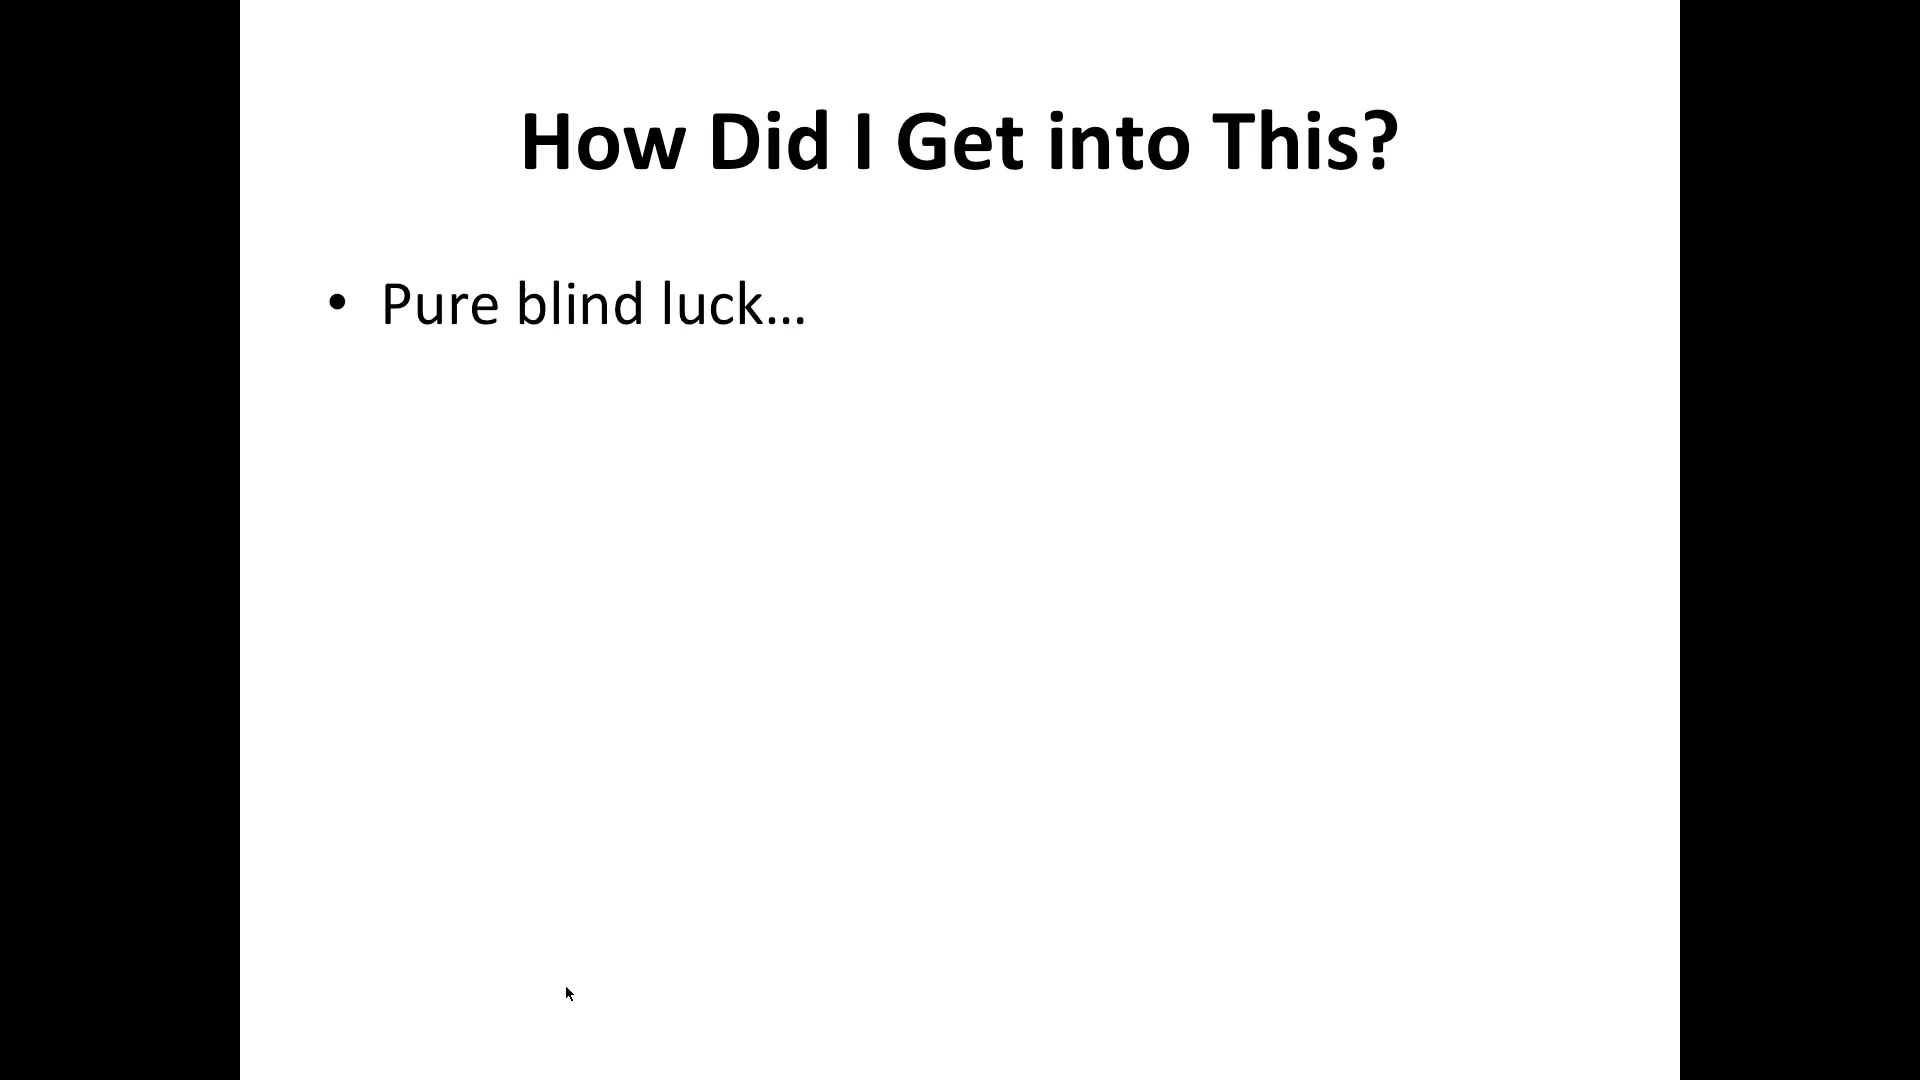 How Did I Get into This?
• Pure blind luck…